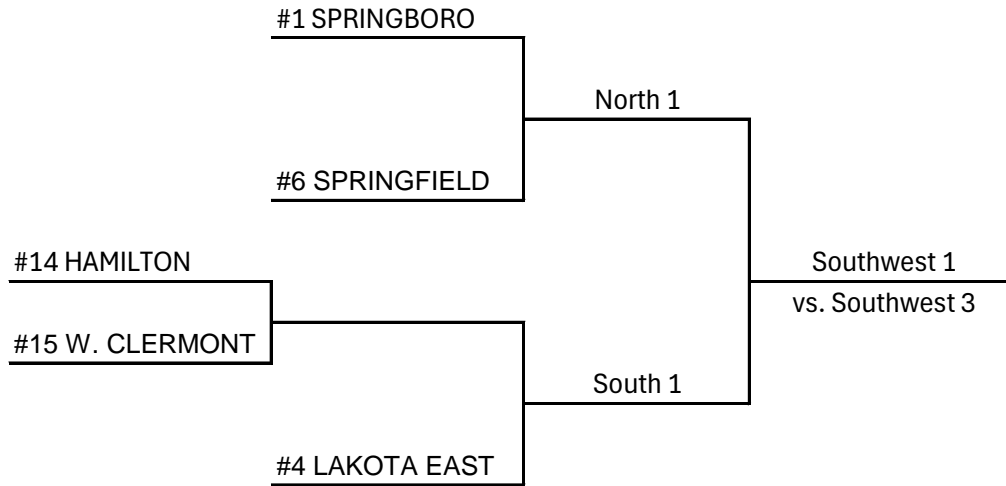 #1 SPRINGBORO
North 1
#6 SPRINGFIELD
#14 HAMILTON
Southwest 1
vs. Southwest 3
#15 W. CLERMONT
South 1
#4 LAKOTA EAST